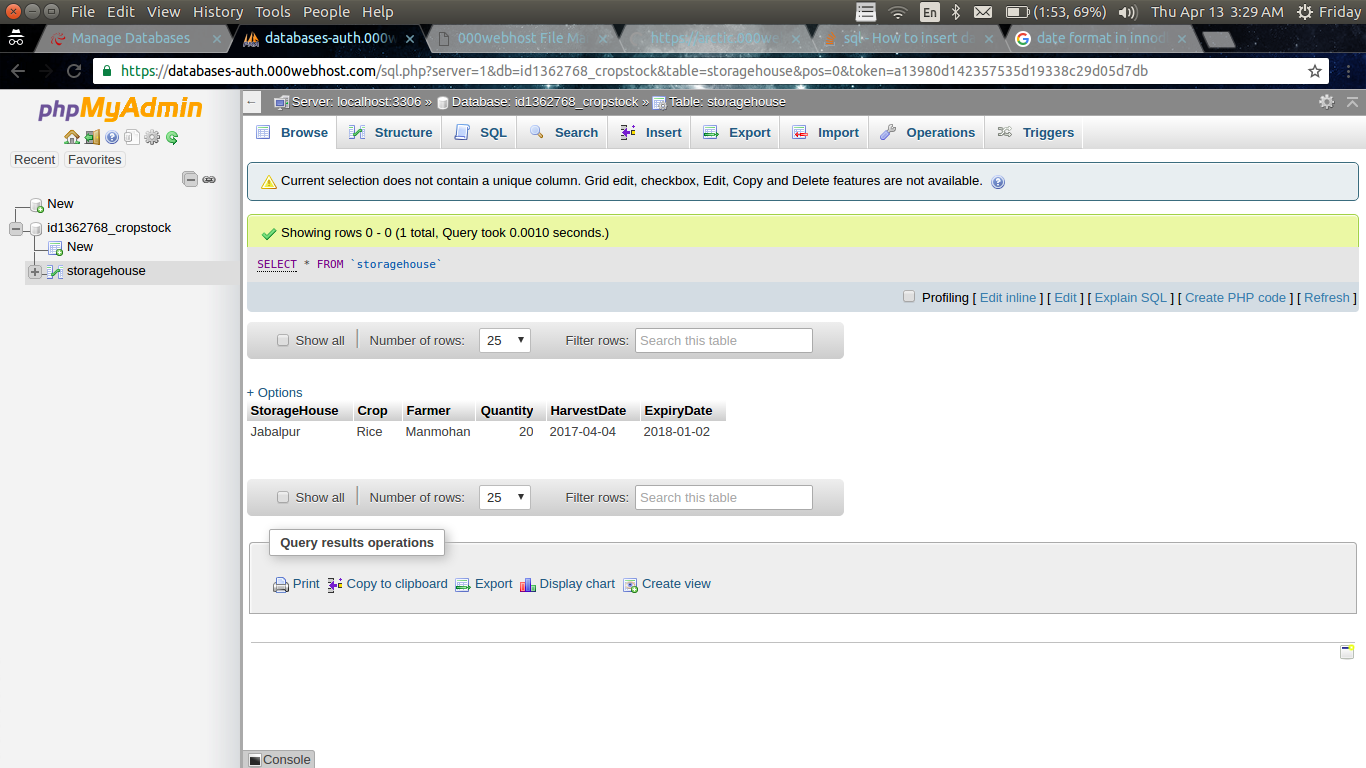 File Edit View History Tools People Help
En (1:53, 69%) Thu Apr 13 3:29 AM Friday
Manage Databases databases-auth.000w 000webhost File Ma sql - How to insert da date format in innod
https://databases-auth.000webhost.com/sql.php?server=1&db=id1362768_cropstock&table=storagehouse&pos=0&token=a13980d142357535d19338c29d05d7db
phpMyAdmin
Recent Favorites
New
id1362768_cropstock
New
storagehouse
Server: localhost:3306 » Database: id1362768_cropstock » Table: storagehouse
Browse Structure SQL Search Insert Export Import Operations Triggers
Current selection does not contain a unique column. Grid edit, checkbox, Edit, Copy and Delete features are not available.
Showing rows 0 - 0 (1 total, Query took 0.0010 seconds.)
SELECT * FROM `storagehouse`
Profiling [ Edit inline ] [ Edit ] [ Explain SQL ] [ Create PHP code ] [ Refresh ]
Show all Number of rows: 25 Filter rows: Search this table
+ Options
StorageHouse Crop Farmer Quantity HarvestDate ExpiryDate
Jabalpur Rice Manmohan 20 2017-04-04 2018-01-02
Show all Number of rows: 25 Filter rows: Search this table
Query results operations
Print Copy to clipboard Export Display chart Create view
Console